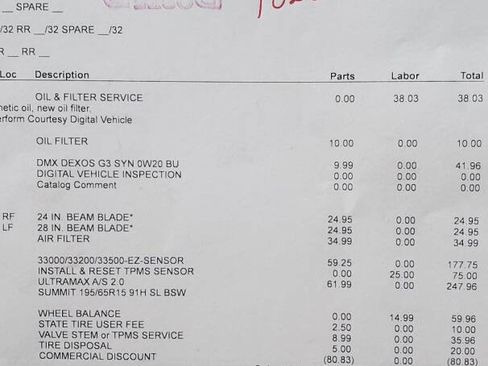 __ SPARE __
/32 RR __/32 SPARE __/32
R __ RR __
Loc Description Parts Labor Total
OIL & FILTER SERVICE 0.00 38.03 38.03
netic oil, new oil filter.
erform Courtesy Digital Vehicle
OIL FILTER 10.00 0.00 10.00
DMX DEXOS G3 SYN 0W20 BU 9.99 0.00 41.96
DIGITAL VEHICLE INSPECTION 0.00 0.00 0.00
Catalog Comment 0.00 0.00 0.00
RF 24 IN. BEAM BLADE* 24.95 0.00 24.95
LF 28 IN. BEAM BLADE* 24.95 0.00 24.95
AIR FILTER 34.99 0.00 34.99
33000/33200/33500-EZ-SENSOR 59.25 0.00 177.75
INSTALL & RESET TPMS SENSOR 0.00 25.00 75.00
ULTRAMAX A/S 2.0 61.99 0.00 247.96
SUMMIT 195/65R15 91H SL BSW
WHEEL BALANCE 0.00 14.99 59.96
STATE TIRE USER FEE 2.50 0.00 10.00
VALVE STEM or TPMS SERVICE 8.99 0.00 35.96
TIRE DISPOSAL 5.00 0.00 20.00
COMMERCIAL DISCOUNT (80.83) 0.00 (80.83)